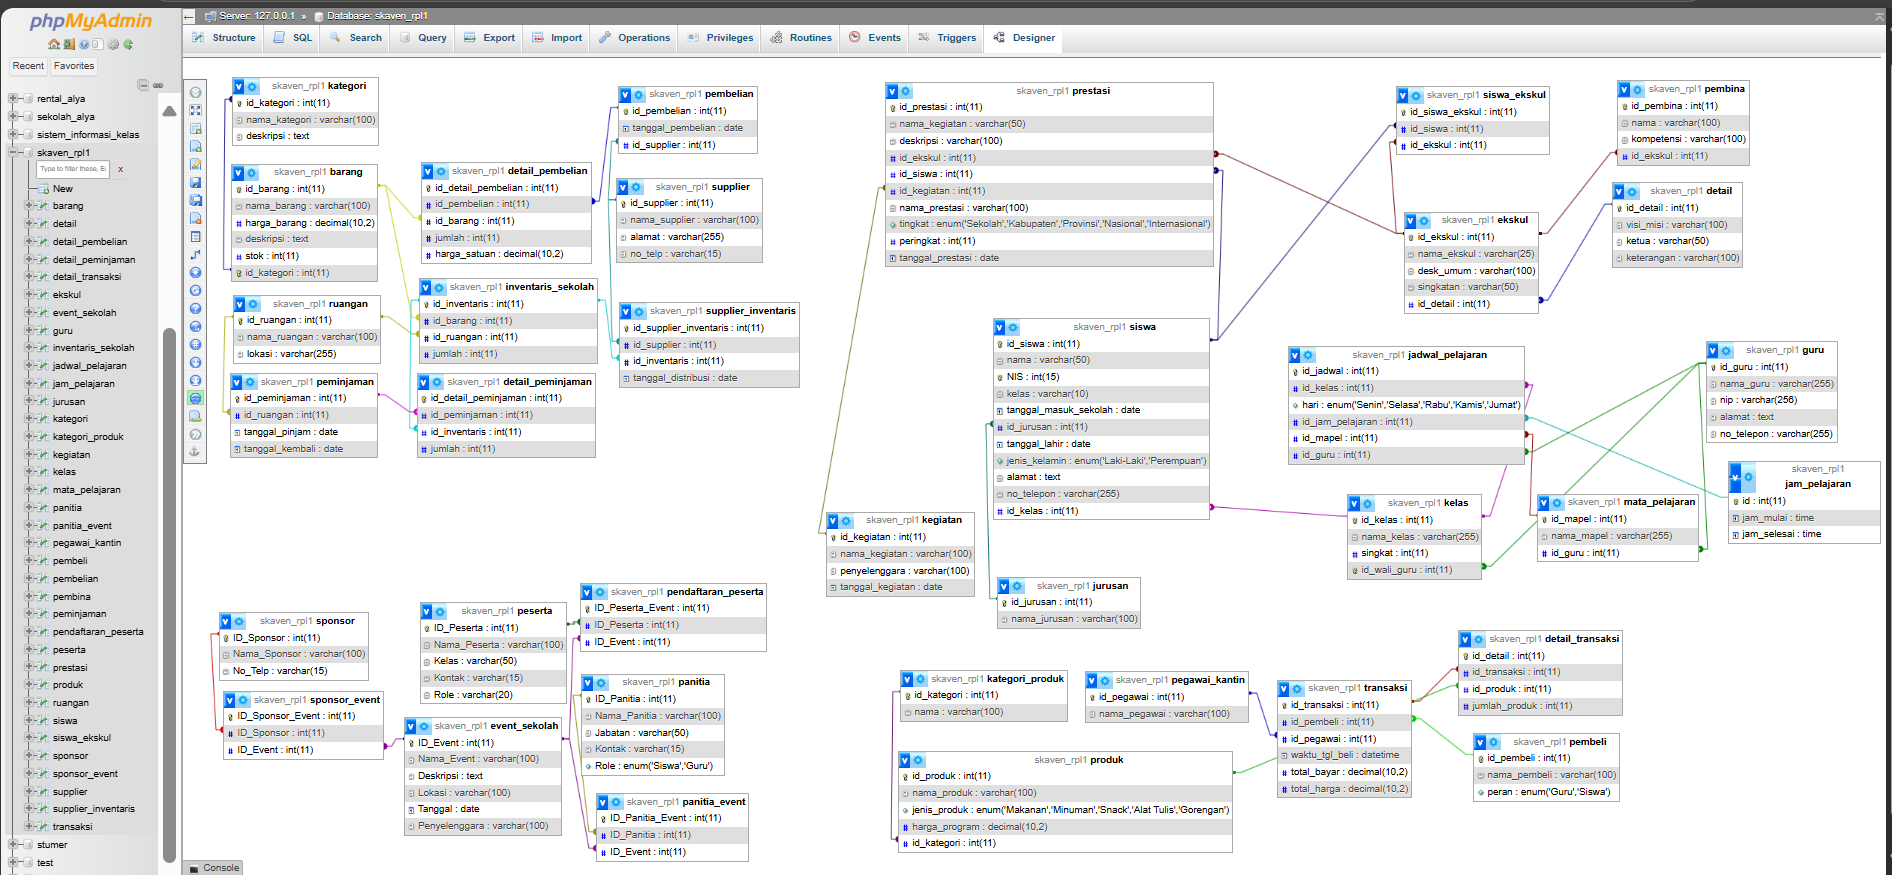 phpMyAdmin
Recent Favorites
rental_alya
sekolah_alya
sistem_informasi_kelas
skaven_rpl1
Type to filter these, E
x
New
barang
detail
detail_pembelian
detail_peminjaman
detail_transaksi
ekskul
event_sekolah
guru
inventaris_sekolah
jadwal_pelajaran
jam_pelajaran
jurusan
kategori
kategori_produk
kegiatan
kelas
mata_pelajaran
panitia
panitia_event
pegawai_kantin
pembeli
pembelian
pembina
peminjaman
pendaftaran_peserta
peserta
prestasi
produk
ruangan
siswa
siswa_ekskul
sponsor
sponsor_event
supplier
supplier_inventaris
transaksi
stumer
test
Server: 127.0.0.1 » Database: skaven_rpl1
Structure SQL Search Query Export Import Operations Privileges Routines Events Triggers Designer
skaven_rpl1 kategori
id_kategori : int(11)
nama_kategori : varchar(100)
deskripsi : text
skaven_rpl1 barang
id_barang : int(11)
nama_barang : varchar(100)
harga_barang : decimal(10,2)
deskripsi : text
stok : int(11)
id_kategori : int(11)
skaven_rpl1 ruangan
id_ruangan : int(11)
nama_ruangan : varchar(100)
lokasi : varchar(255)
skaven_rpl1 peminjaman
id_peminjaman : int(11)
id_ruangan : int(11)
tanggal_pinjam : date
tanggal_kembali : date
skaven_rpl1 detail_pembelian
id_detail_pembelian : int(11)
id_pembelian : int(11)
id_barang : int(11)
jumlah : int(11)
harga_satuan : decimal(10,2)
skaven_rpl1 inventaris_sekolah
id_inventaris : int(11)
id_barang : int(11)
id_ruangan : int(11)
jumlah : int(11)
skaven_rpl1 detail_peminjaman
id_detail_peminjaman : int(11)
id_peminjaman : int(11)
id_inventaris : int(11)
jumlah : int(11)
skaven_rpl1 pembelian
id_pembelian : int(11)
tanggal_pembelian : date
id_supplier : int(11)
skaven_rpl1 supplier
id_supplier : int(11)
nama_supplier : varchar(100)
alamat : varchar(255)
no_telp : varchar(15)
skaven_rpl1 supplier_inventaris
id_supplier_inventaris : int(11)
id_supplier : int(11)
id_inventaris : int(11)
tanggal_distribusi : date
skaven_rpl1 prestasi
id_prestasi : int(11)
nama_kegiatan : varchar(50)
deskripsi : varchar(100)
id_ekskul : int(11)
id_siswa : int(11)
id_kegiatan : int(11)
nama_prestasi : varchar(100)
tingkat : enum('Sekolah','Kabupaten','Provinsi','Nasional','Internasional')
peringkat : int(11)
tanggal_prestasi : date
skaven_rpl1 siswa_ekskul
id_siswa_ekskul : int(11)
id_siswa : int(11)
id_ekskul : int(11)
skaven_rpl1 pembina
id_pembina : int(11)
nama : varchar(100)
kompetensi : varchar(100)
id_ekskul : int(11)
skaven_rpl1 detail
id_detail : int(11)
visi_misi : varchar(100)
ketua : varchar(50)
keterangan : varchar(100)
skaven_rpl1 ekskul
id_ekskul : int(11)
nama_ekskul : varchar(25)
desk_umum : varchar(100)
singkatan : varchar(50)
id_detail : int(11)
skaven_rpl1 siswa
id_siswa : int(11)
nama : varchar(50)
NIS : int(15)
kelas : varchar(10)
tanggal_masuk_sekolah : date
id_jurusan : int(11)
tanggal_lahir : date
jenis_kelamin : enum('Laki-Laki','Perempuan')
alamat : text
no_telepon : varchar(255)
id_kelas : int(11)
skaven_rpl1 jadwal_pelajaran
id_jadwal : int(11)
id_kelas : int(11)
hari : enum('Senin','Selasa','Rabu','Kamis','Jumat')
id_jam_pelajaran : int(11)
id_mapel : int(11)
id_guru : int(11)
skaven_rpl1 guru
id_guru : int(11)
nama_guru : varchar(255)
nip : varchar(256)
alamat : text
no_telepon : varchar(255)
skaven_rpl1
jam_pelajaran
id : int(11)
jam_mulai : time
jam_selesai : time
skaven_rpl1 kelas
id_kelas : int(11)
nama_kelas : varchar(255)
singkat : int(11)
id_wali_guru : int(11)
skaven_rpl1 mata_pelajaran
id_mapel : int(11)
nama_mapel : varchar(255)
id_guru : int(11)
skaven_rpl1 kegiatan
id_kegiatan : int(11)
nama_kegiatan : varchar(100)
penyelenggara : varchar(100)
tanggal_kegiatan : date
skaven_rpl1 jurusan
id_jurusan : int(11)
nama_jurusan : varchar(100)
skaven_rpl1 sponsor
ID_Sponsor : int(11)
Nama_Sponsor : varchar(100)
No_Telp : varchar(15)
skaven_rpl1 sponsor_event
ID_Sponsor_Event : int(11)
ID_Sponsor : int(11)
ID_Event : int(11)
skaven_rpl1 peserta
ID_Peserta : int(11)
Nama_Peserta : varchar(100)
Kelas : varchar(50)
Kontak : varchar(15)
Role : varchar(20)
skaven_rpl1 event_sekolah
ID_Event : int(11)
Nama_Event : varchar(100)
Deskripsi : text
Lokasi : varchar(100)
Tanggal : date
Penyelenggara : varchar(100)
skaven_rpl1 pendaftaran_peserta
ID_Peserta_Event : int(11)
ID_Peserta : int(11)
ID_Event : int(11)
skaven_rpl1 panitia
ID_Panitia : int(11)
Nama_Panitia : varchar(100)
Jabatan : varchar(50)
Kontak : varchar(15)
Role : enum('Siswa','Guru')
skaven_rpl1 panitia_event
ID_Panitia_Event : int(11)
ID_Panitia : int(11)
ID_Event : int(11)
skaven_rpl1 kategori_produk
id_kategori : int(11)
nama : varchar(100)
skaven_rpl1 pegawai_kantin
id_pegawai : int(11)
nama_pegawai : varchar(100)
skaven_rpl1 produk
id_produk : int(11)
nama_produk : varchar(100)
jenis_produk : enum('Makanan','Minuman','Snack','Alat Tulis','Gorengan')
harga_program : decimal(10,2)
id_kategori : int(11)
skaven_rpl1 transaksi
id_transaksi : int(11)
id_pembeli : int(11)
id_pegawai : int(11)
waktu_tgl_beli : datetime
total_bayar : decimal(10,2)
total_harga : decimal(10,2)
skaven_rpl1 detail_transaksi
id_detail : int(11)
id_transaksi : int(11)
id_produk : int(11)
jumlah_produk : int(11)
skaven_rpl1 pembeli
id_pembeli : int(11)
nama_pembeli : varchar(100)
peran : enum('Guru','Siswa')
Console